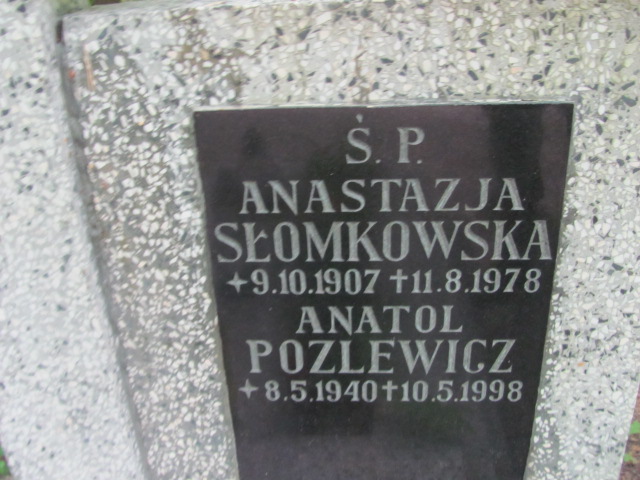 Ś. P.
ANASTAZJA
SŁOMKOWSKA
✦9.10.1907 ✝11.8.1978
ANATOL
POZLEWICZ
✦8.5.1940 ✝10.5.1998